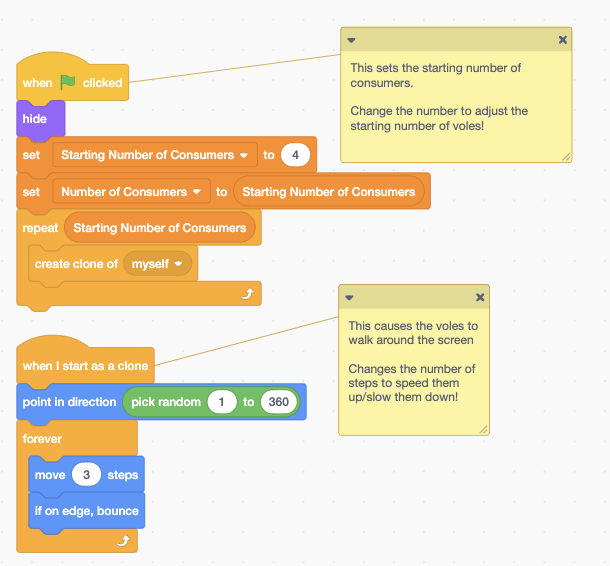 when clicked
hide
set Starting Number of Consumers to 4
set Number of Consumers to Starting Number of Consumers
repeat Starting Number of Consumers
create clone of myself
This sets the starting number of
consumers.
Change the number to adjust the
starting number of voles!
when I start as a clone
point in direction pick random 1 to 360
forever
move 3 steps
if on edge, bounce
This causes the voles to
walk around the screen
Changes the number of
steps to speed them
up/slow them down!